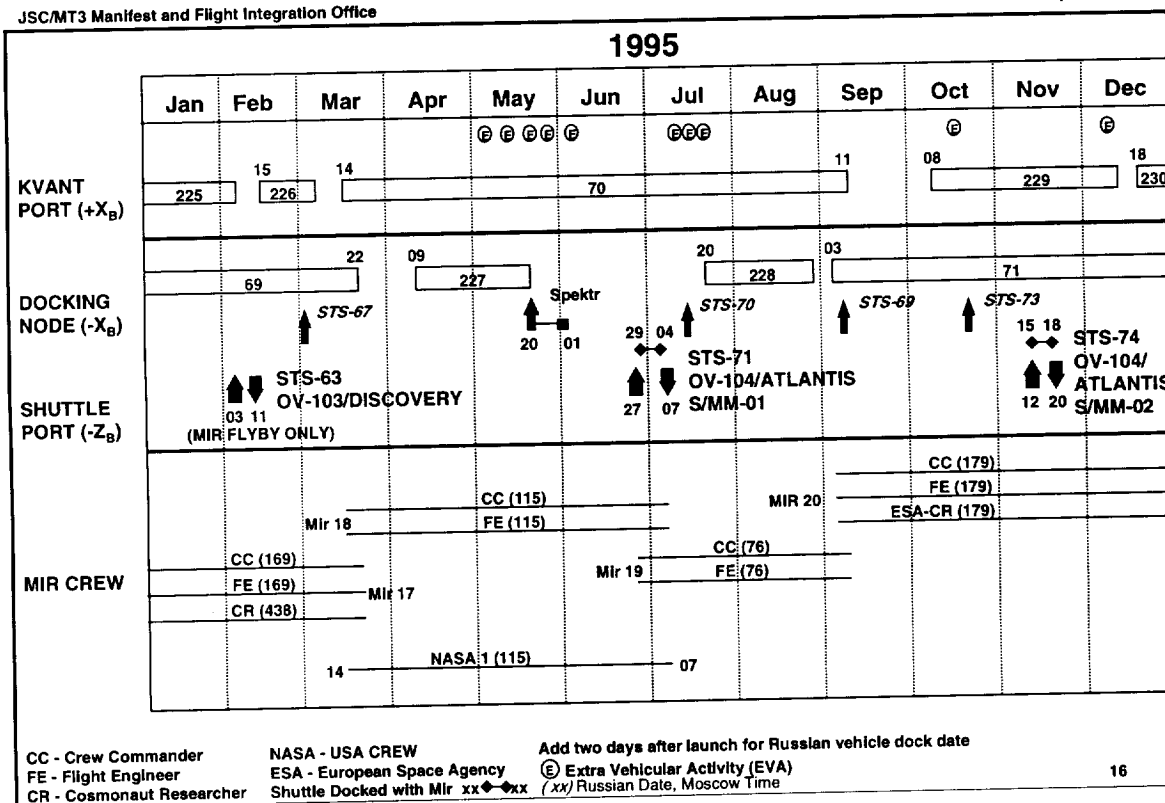 JSC/MT3 Manifest and Flight Integration Office
1995
Jan Feb Mar Apr May Jun Jul Aug Sep Oct Nov Dec
E E E E E E E E E E
KVANT
PORT (+XB)
15 14 11 08 18
225 226 70 229 230
DOCKING
NODE (-XB)
22 09 20 03
69 227 228 71
STS-67 Spektr STS-70 STS-69 STS-73
20 01
SHUTTLE
PORT (-ZB)
STS-63
OV-103/DISCOVERY
03 11
(MIR FLYBY ONLY)
29 04
STS-71
OV-104/ATLANTIS
S/MM-01
27 07
15 18
STS-74
OV-104/
ATLANTIS
S/MM-02
12 20
MIR CREW
CC (179)
MIR 20 FE (179)
ESA-CR (179)
CC (115)
Mir 18 FE (115)
CC (76)
Mir 19 FE (76)
CC (169)
FE (169) Mir 17
CR (438)
14 NASA 1 (115) 07
CC - Crew Commander
FE - Flight Engineer
CR - Cosmonaut Researcher
NASA - USA CREW
ESA - European Space Agency
Shuttle Docked with Mir xx xx
Add two days after launch for Russian vehicle dock date
E Extra Vehicular Activity (EVA)
(xx) Russian Date, Moscow Time
16